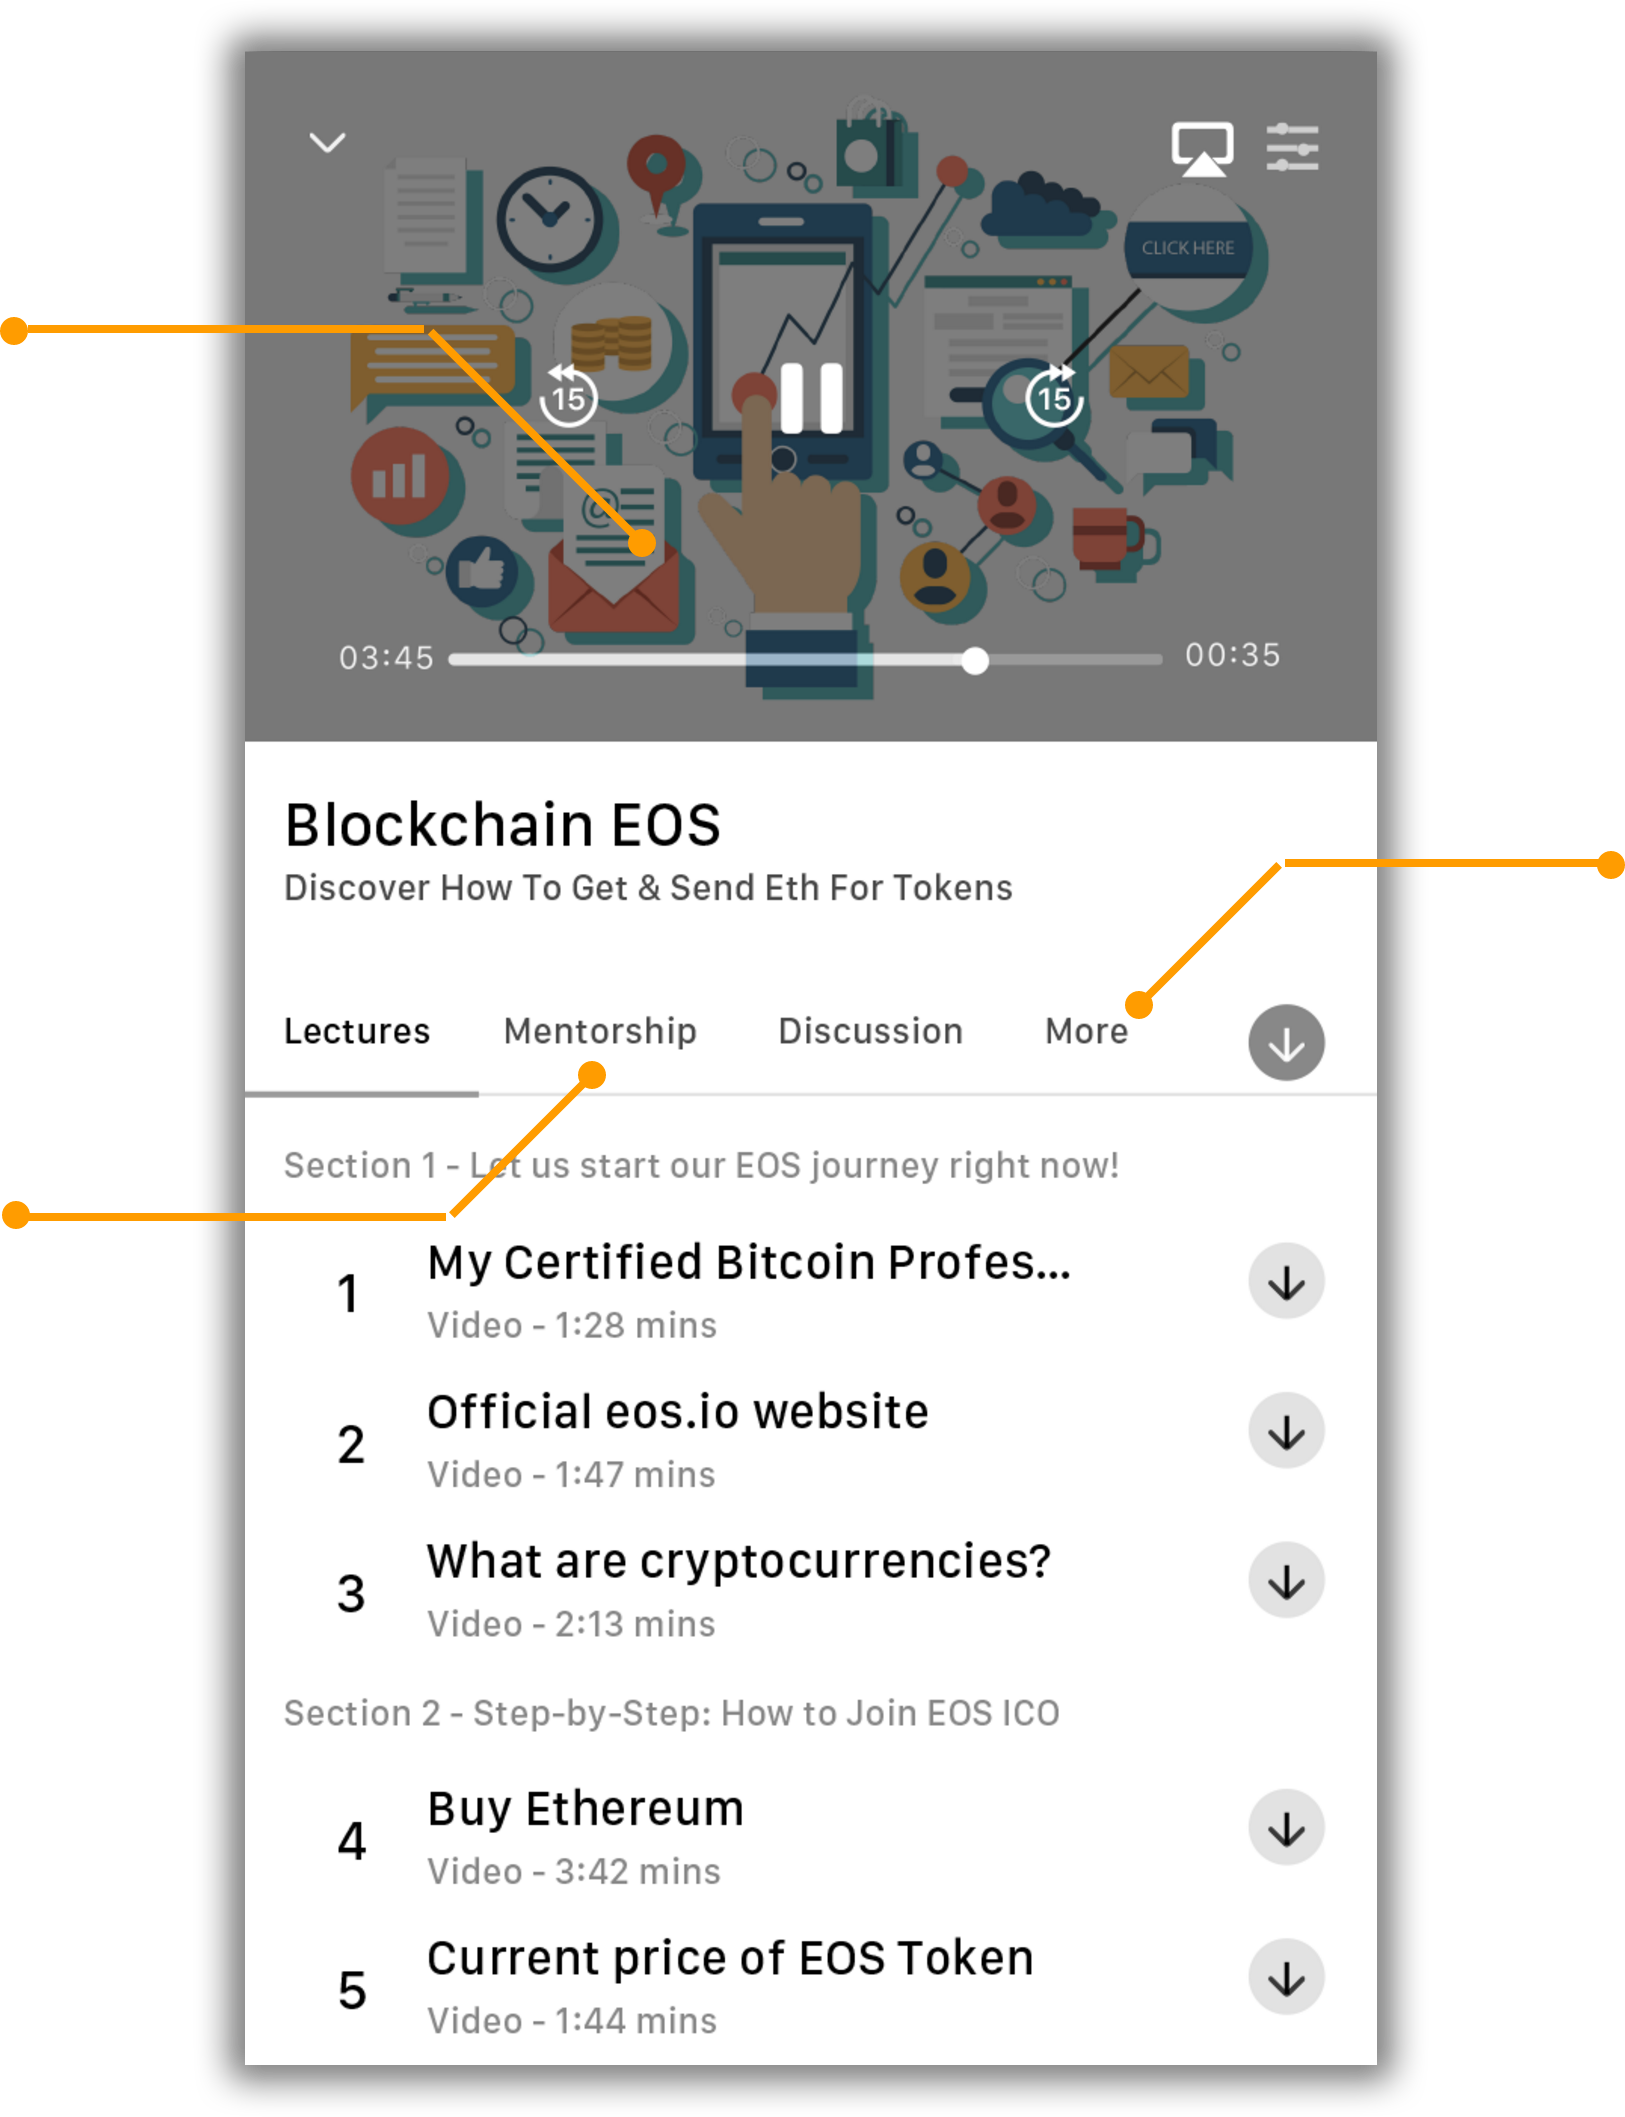 CLICK HERE
15
15
@
03:45
00:35
Blockchain EOS
Discover How To Get & Send Eth For Tokens
Lectures Mentorship Discussion More
Section 1 - Let us start our EOS journey right now!
1 My Certified Bitcoin Profes...
Video - 1:28 mins
2 Official eos.io website
Video - 1:47 mins
3 What are cryptocurrencies?
Video - 2:13 mins
Section 2 - Step-by-Step: How to Join EOS ICO
4 Buy Ethereum
Video - 3:42 mins
5 Current price of EOS Token
Video - 1:44 mins